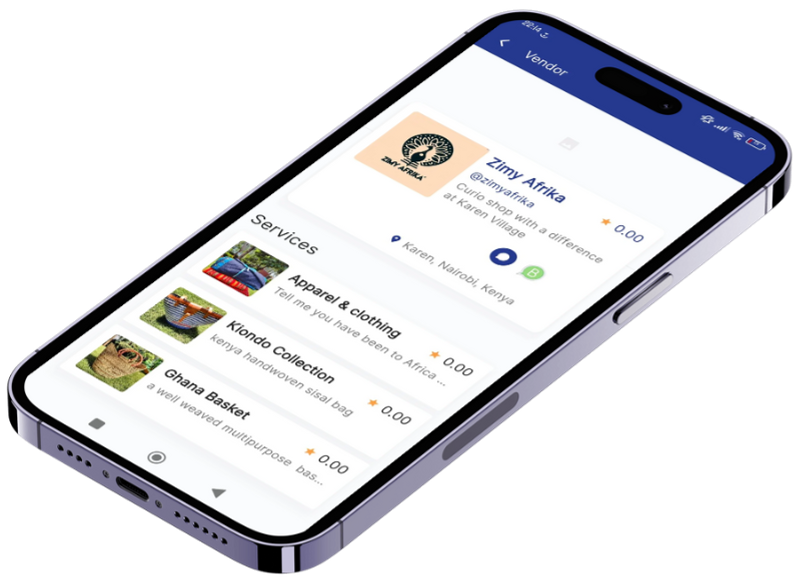 22:14
Vendor
ZIMY AFRIKA
Zimy Afrika
@zimyafrika
Curio shop with a difference
at Karen Village
0.00
Karen, Nairobi, Kenya
B
Services
Apparel & clothing
Tell me you have been to Africa ...
0.00
Kiondo Collection
kenya handwoven sisal bag
0.00
Ghana Basket
a well weaved multipurpose bas...
0.00